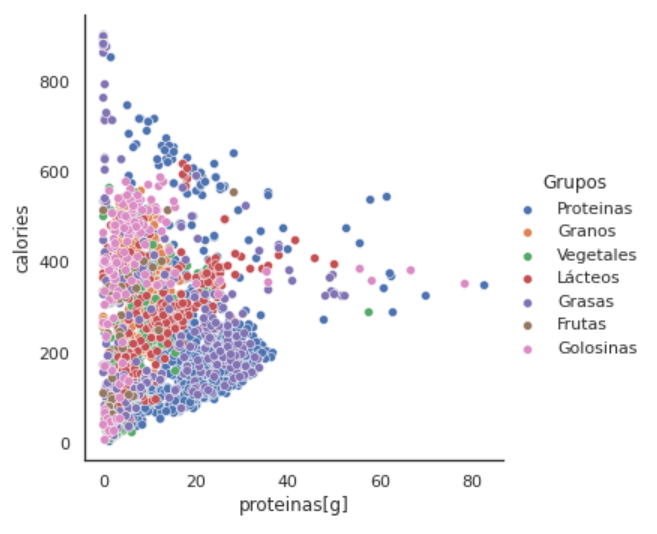 calories
800
600
400
200
0
0 20 40 60 80
proteinas[g]
Grupos
Proteinas
Granos
Vegetales
Lácteos
Grasas
Frutas
Golosinas